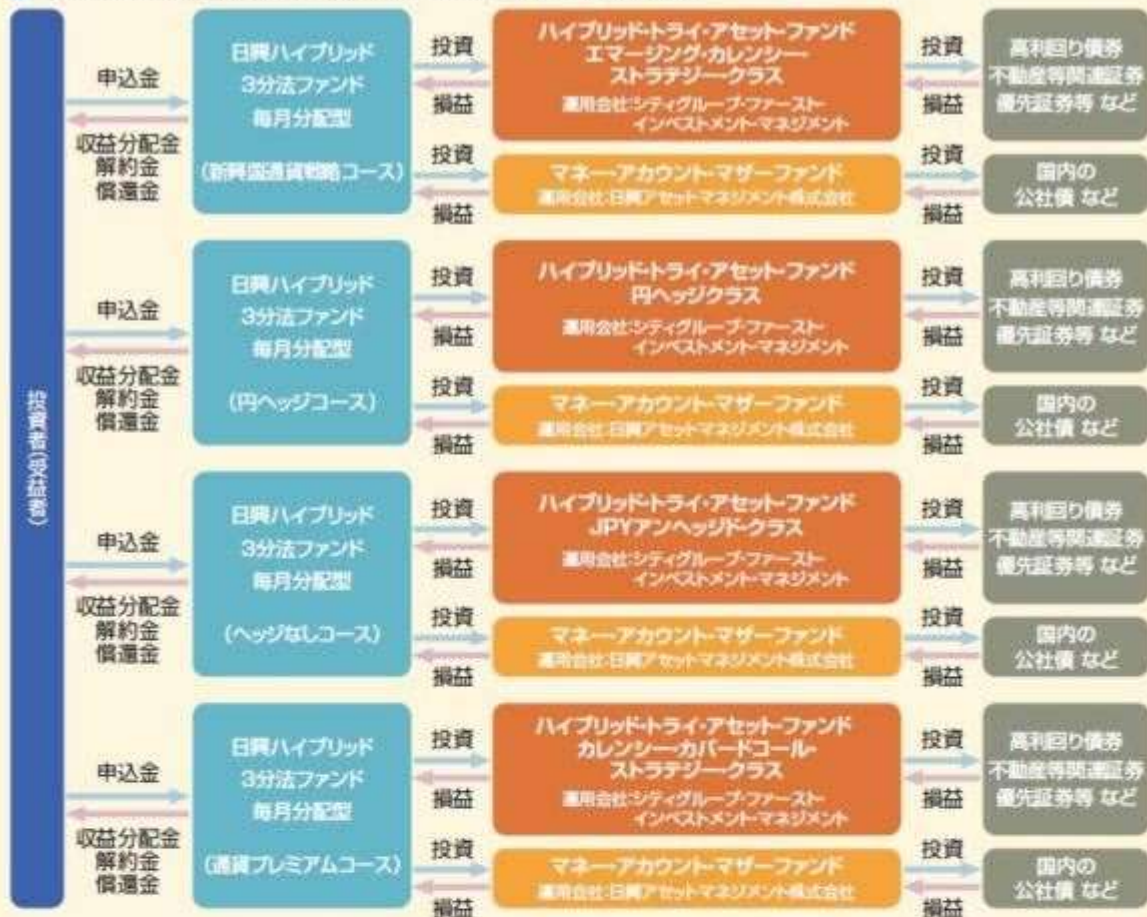 投資者(受益者)
申込金
収益分配金
解約金
償還金
日興ハイブリッド
3分法ファンド
毎月分配型
(新興国通貨戦略コース)
投資
損益
ハイブリッド・トライ・アセット・ファンド
エマージング・カレンシー・
ストラテジー・クラス
運用会社:シティグループ・ファースト・
インベストメント・マネジメント
投資
損益
高利回り債券
不動産等関連証券
優先証券等 など
投資
損益
マネー・アカウント・マザーファンド
運用会社:日興アセットマネジメント株式会社
投資
損益
国内の
公社債 など
申込金
収益分配金
解約金
償還金
日興ハイブリッド
3分法ファンド
毎月分配型
(円ヘッジコース)
投資
損益
ハイブリッド・トライ・アセット・ファンド
円ヘッジクラス
運用会社:シティグループ・ファースト・
インベストメント・マネジメント
投資
損益
高利回り債券
不動産等関連証券
優先証券等 など
投資
損益
マネー・アカウント・マザーファンド
運用会社:日興アセットマネジメント株式会社
投資
損益
国内の
公社債 など
申込金
収益分配金
解約金
償還金
日興ハイブリッド
3分法ファンド
毎月分配型
(ヘッジなしコース)
投資
損益
ハイブリッド・トライ・アセット・ファンド
JPYアンヘッジド・クラス
運用会社:シティグループ・ファースト・
インベストメント・マネジメント
投資
損益
高利回り債券
不動産等関連証券
優先証券等 など
投資
損益
マネー・アカウント・マザーファンド
運用会社:日興アセットマネジメント株式会社
投資
損益
国内の
公社債 など
申込金
収益分配金
解約金
償還金
日興ハイブリッド
3分法ファンド
毎月分配型
(通貨プレミアムコース)
投資
損益
ハイブリッド・トライ・アセット・ファンド
カレンシー・カバードコール・
ストラテジー・クラス
運用会社:シティグループ・ファースト・
インベストメント・マネジメント
投資
損益
高利回り債券
不動産等関連証券
優先証券等 など
投資
損益
マネー・アカウント・マザーファンド
運用会社:日興アセットマネジメント株式会社
投資
損益
国内の
公社債 など